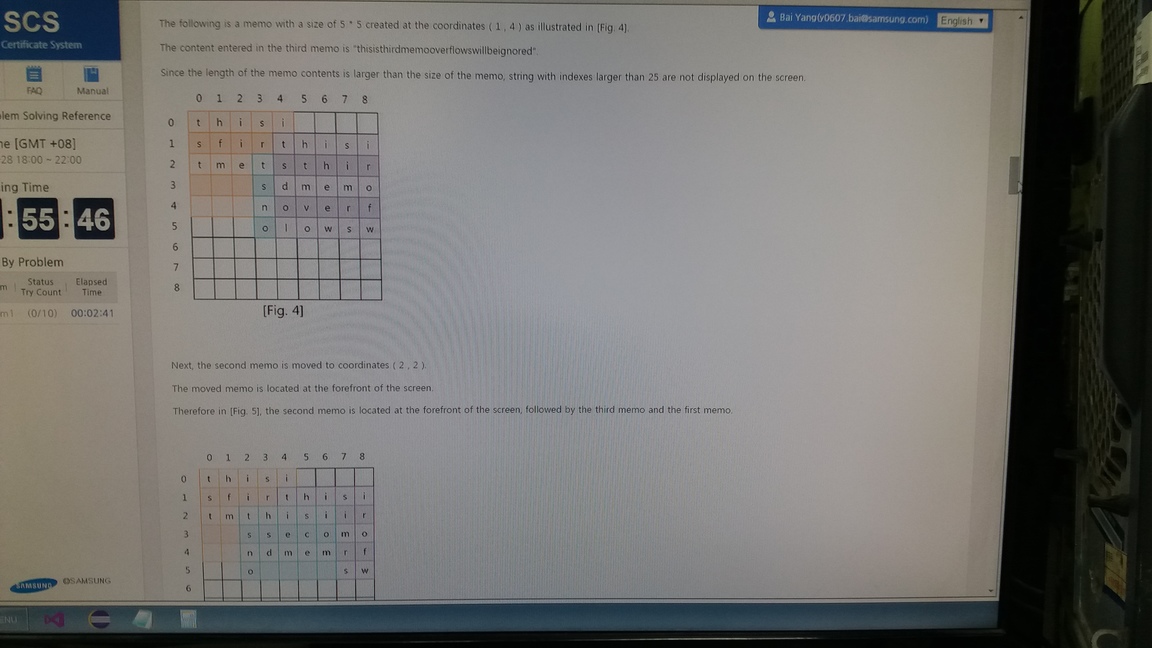 SCS
Certificate System
FAQ
Manual
lem Solving Reference
e [GMT +08]
28 18:00 ~ 22:00
ing Time
: 55 : 46
By Problem
m Status Try Count Elapsed Time
m1 (0/10) 00:02:41
SAMSUNG ©SAMSUNG
ENU
Bai Yang(y0607.bai@samsung.com) English
The following is a memo with a size of 5 * 5 created at the coordinates ( 1 , 4 ) as illustrated in [Fig. 4].
The content entered in the third memo is "thisisthirdmemooverflowswillbeignored".
Since the length of the memo contents is larger than the size of the memo, string with indexes larger than 25 are not displayed on the screen.
0 1 2 3 4 5 6 7 8
0 t h i s i
1 s f i r t h i s i
2 t m e t s t h i r
3 s d m e m o
4 n o v e r f
5 o l o w s w
6
7
8
[Fig. 4]
Next, the second memo is moved to coordinates ( 2 , 2 ).
The moved memo is located at the forefront of the screen.
Therefore in [Fig. 5], the second memo is located at the forefront of the screen, followed by the third memo and the first memo.
0 1 2 3 4 5 6 7 8
0 t h i s i
1 s f i r t h i s i
2 t m t h i s i i r
3 s s e c o m o
4 n d m e m r f
5 o s w
6